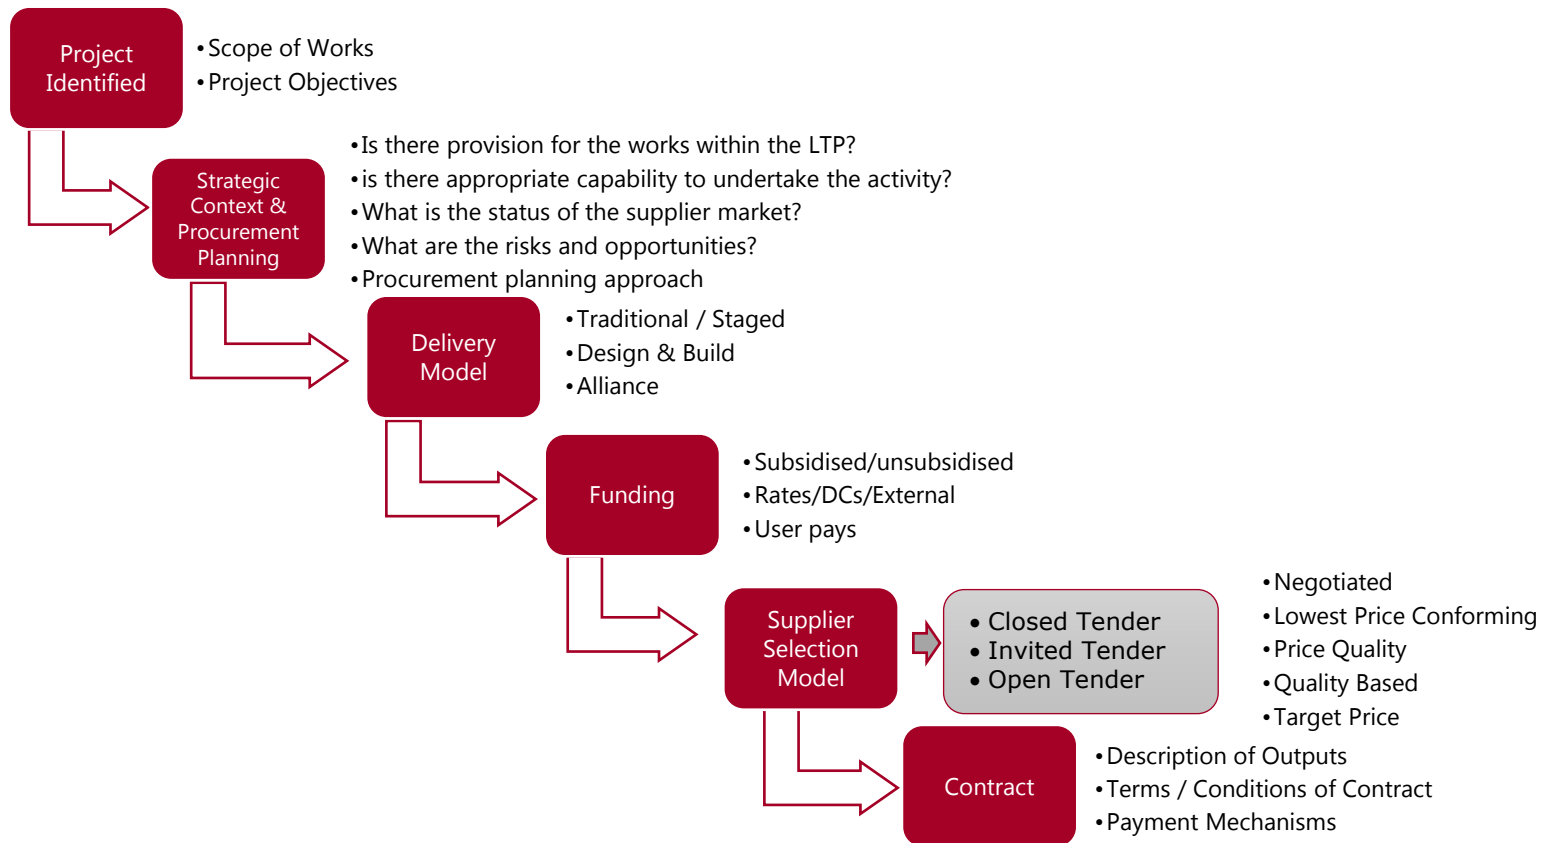 Project
Identified
•Scope of Works
•Project Objectives
Strategic
Context &
Procurement
Planning
•Is there provision for the works within the LTP?
•is there appropriate capability to undertake the activity?
•What is the status of the supplier market?
•What are the risks and opportunities?
•Procurement planning approach
Delivery
Model
•Traditional / Staged
•Design & Build
•Alliance
Funding
•Subsidised/unsubsidised
•Rates/DCs/External
•User pays
Supplier
Selection
Model
• Closed Tender
• Invited Tender
• Open Tender
•Negotiated
•Lowest Price Conforming
•Price Quality
•Quality Based
•Target Price
Contract
•Description of Outputs
•Terms / Conditions of Contract
•Payment Mechanisms